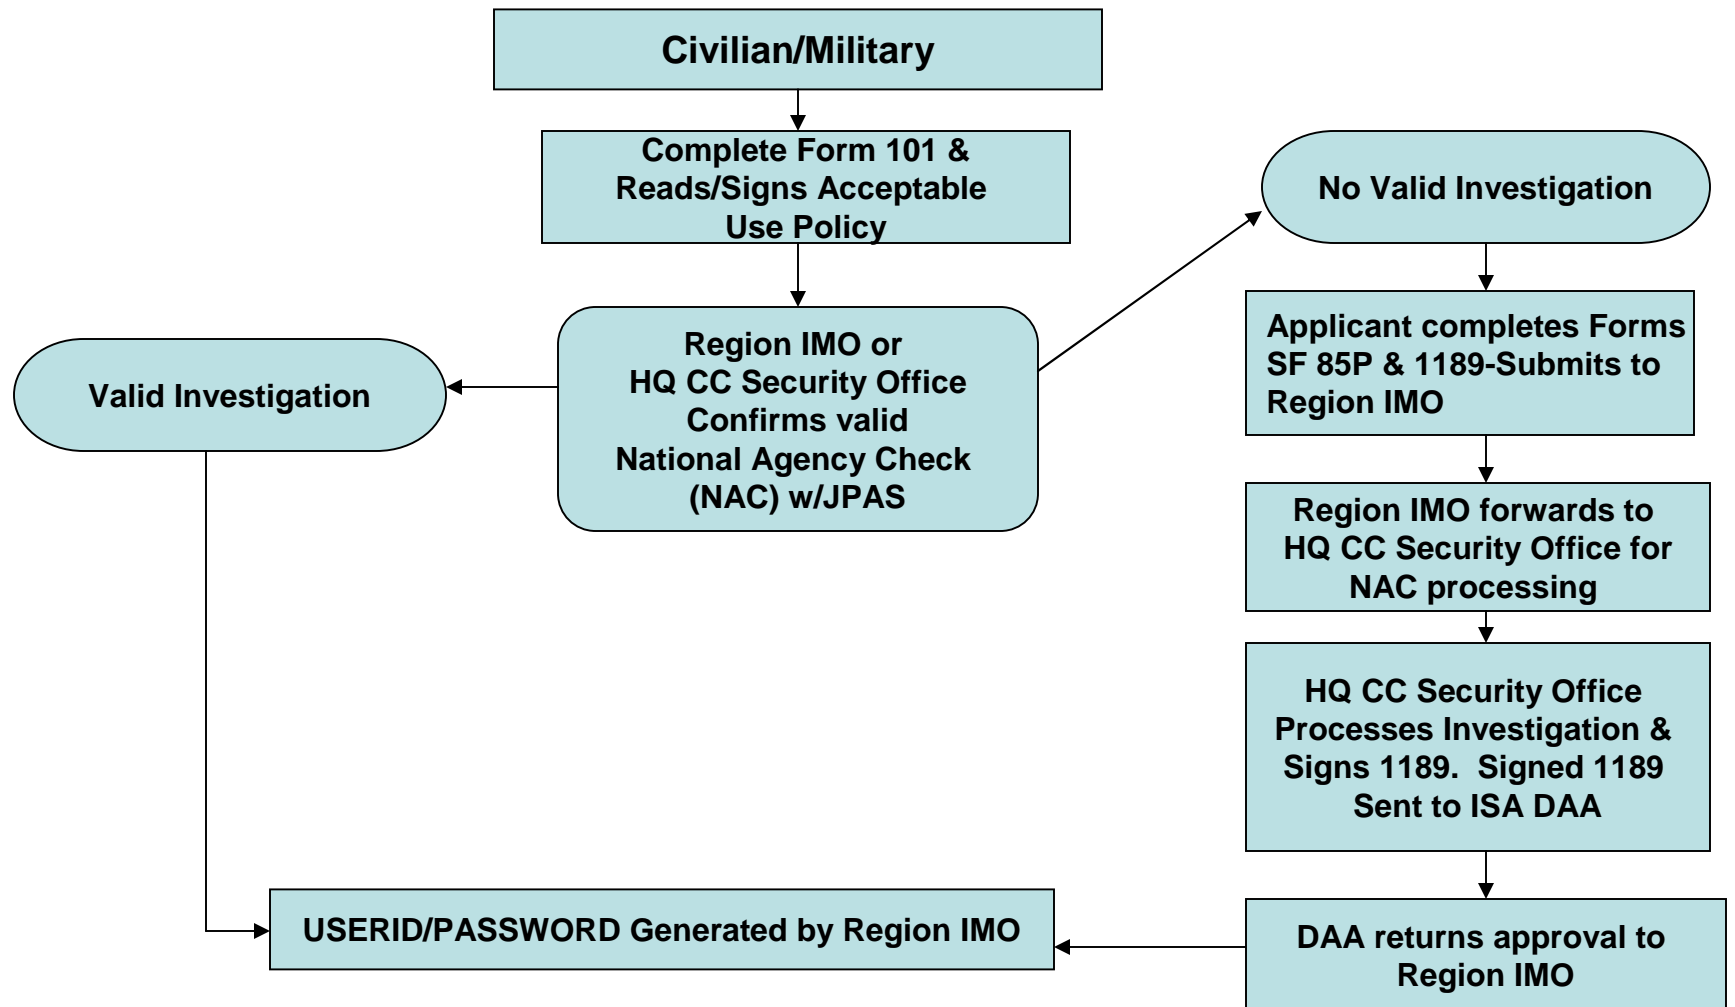 Civilian/Military
Complete Form 101 &
Reads/Signs Acceptable
Use Policy
No Valid Investigation
Region IMO or
HQ CC Security Office
Confirms valid
National Agency Check
(NAC) w/JPAS
Valid Investigation
Applicant completes Forms
SF 85P & 1189-Submits to
Region IMO
Region IMO forwards to
HQ CC Security Office for
NAC processing
HQ CC Security Office
Processes Investigation &
Signs 1189.  Signed 1189
Sent to ISA DAA
USERID/PASSWORD Generated by Region IMO
DAA returns approval to
Region IMO